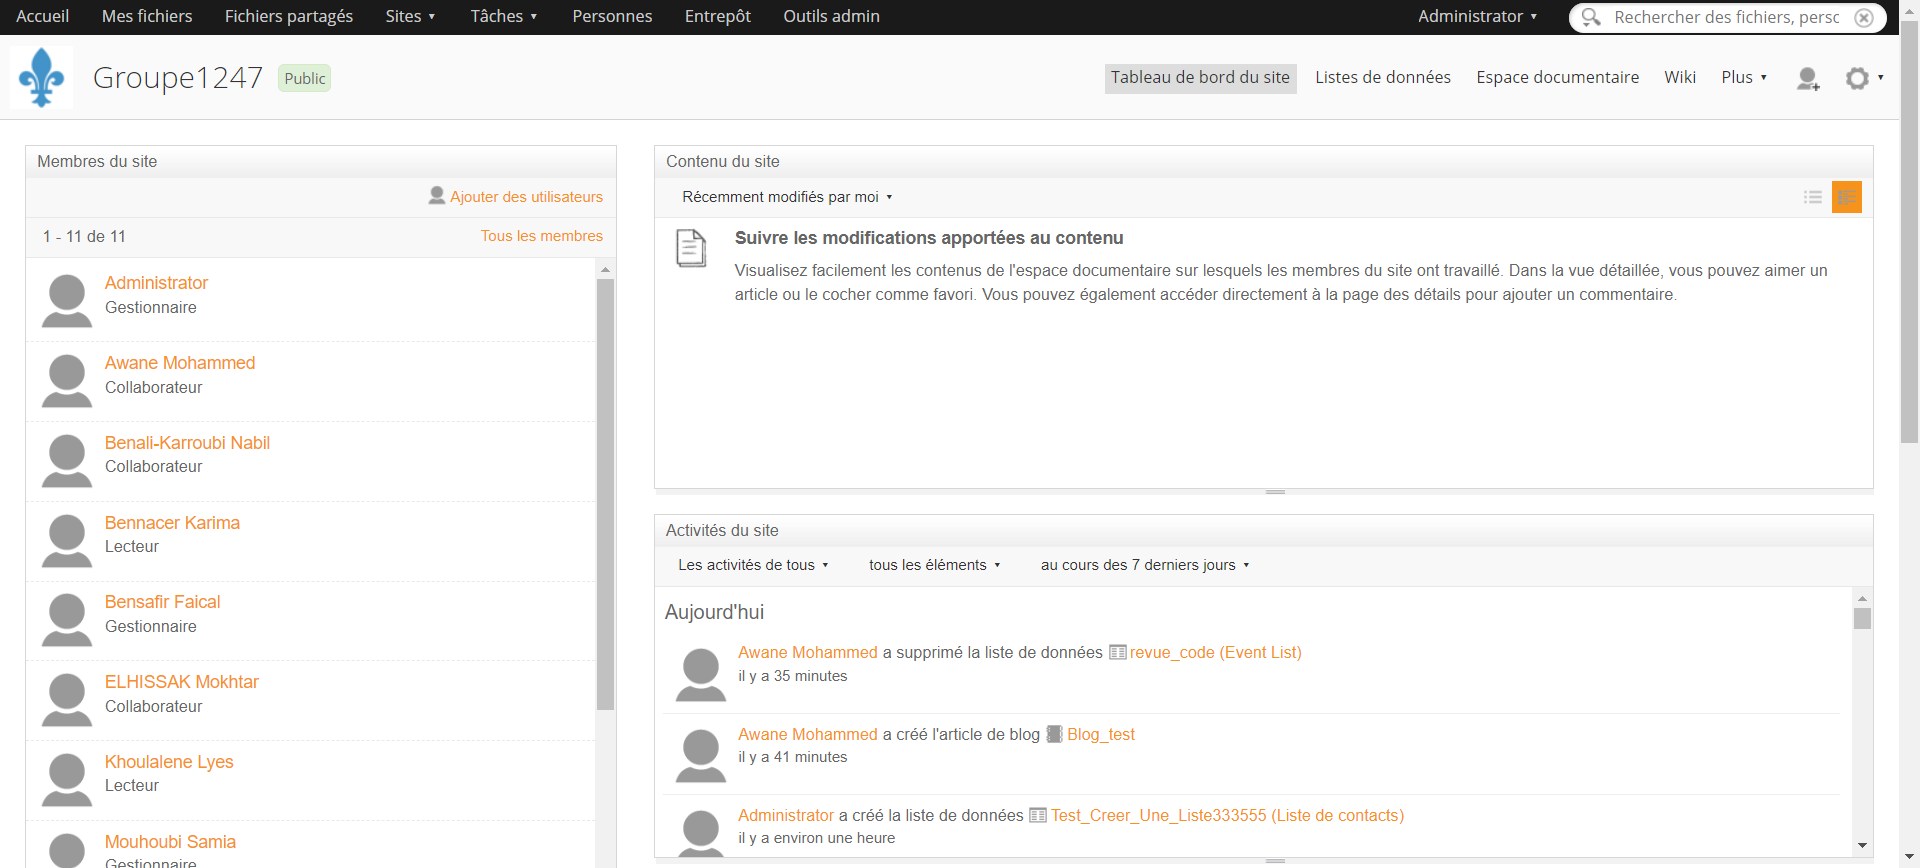 Accueil Mes fichiers Fichiers partagés Sites Tâches Personnes Entrepôt Outils admin Administrator Rechercher des fichiers, persc
Groupe1247 Public Tableau de bord du site Listes de données Espace documentaire Wiki Plus
Membres du site
Ajouter des utilisateurs
1 - 11 de 11 Tous les membres
Administrator
Gestionnaire
Awane Mohammed
Collaborateur
Benali-Karroubi Nabil
Collaborateur
Bennacer Karima
Lecteur
Bensafir Faical
Gestionnaire
ELHISSAK Mokhtar
Collaborateur
Khoulalene Lyes
Lecteur
Mouhoubi Samia
Gestionnaire
Contenu du site
Récemment modifiés par moi
Suivre les modifications apportées au contenu
Visualisez facilement les contenus de l'espace documentaire sur lesquels les membres du site ont travaillé. Dans la vue détaillée, vous pouvez aimer un
article ou le cocher comme favori. Vous pouvez également accéder directement à la page des détails pour ajouter un commentaire.
Activités du site
Les activités de tous tous les éléments au cours des 7 derniers jours
Aujourd'hui
Awane Mohammed a supprimé la liste de données revue_code (Event List)
il y a 35 minutes
Awane Mohammed a créé l'article de blog Blog_test
il y a 41 minutes
Administrator a créé la liste de données Test_Creer_Une_Liste333555 (Liste de contacts)
il y a environ une heure